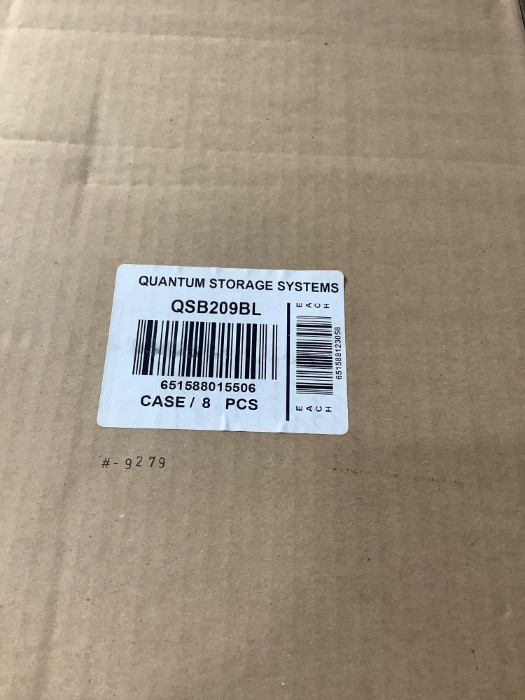 QUANTUM STORAGE SYSTEMS
QSB209BL
651588015506
CASE / 8 PCS
EACH
651588123058
EACH
#-9279